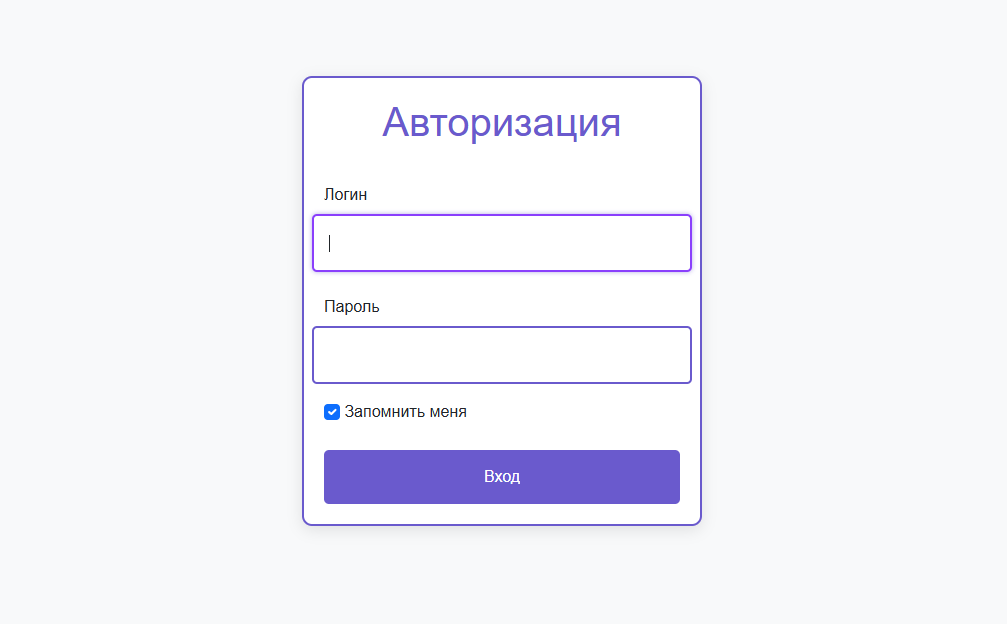 Авторизация
Логин
Пароль
Запомнить меня
Вход